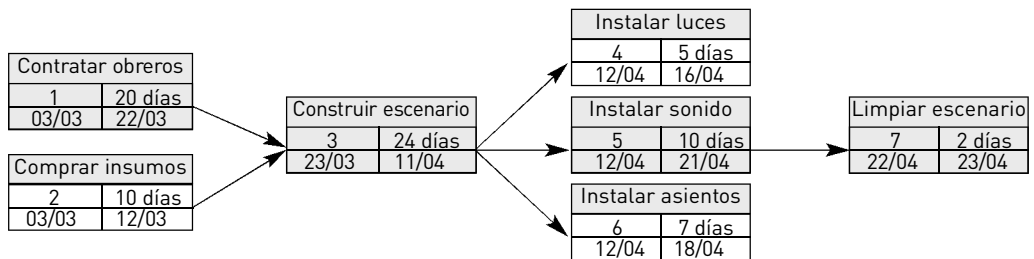 Contratar obreros
1 20 días
03/03 22/03
Comprar insumos
2 10 días
03/03 12/03
Construir escenario
3 24 días
23/03 11/04
Instalar luces
4 5 días
12/04 16/04
Instalar sonido
5 10 días
12/04 21/04
Instalar asientos
6 7 días
12/04 18/04
Limpiar escenario
7 2 días
22/04 23/04